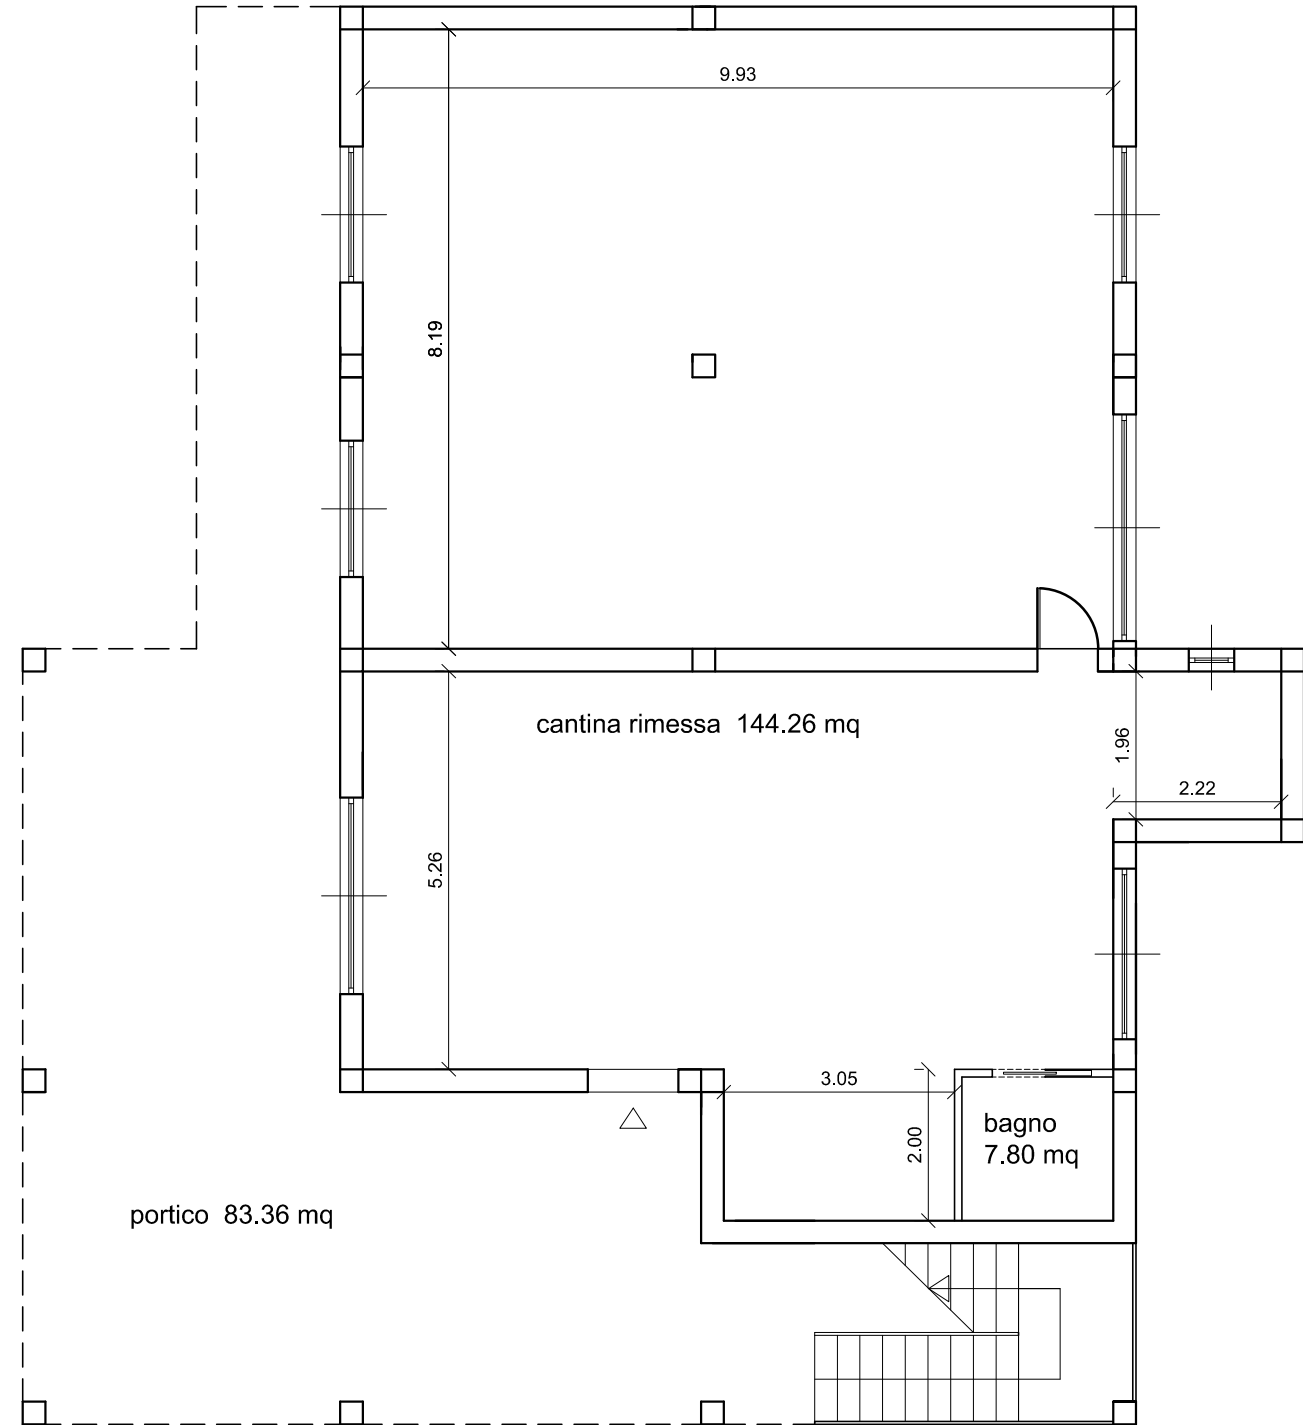 9.93
8.19
cantina rimessa 144.26 mq
1.96
2.22
5.26
3.05
2.00
bagno
7.80 mq
portico 83.36 mq